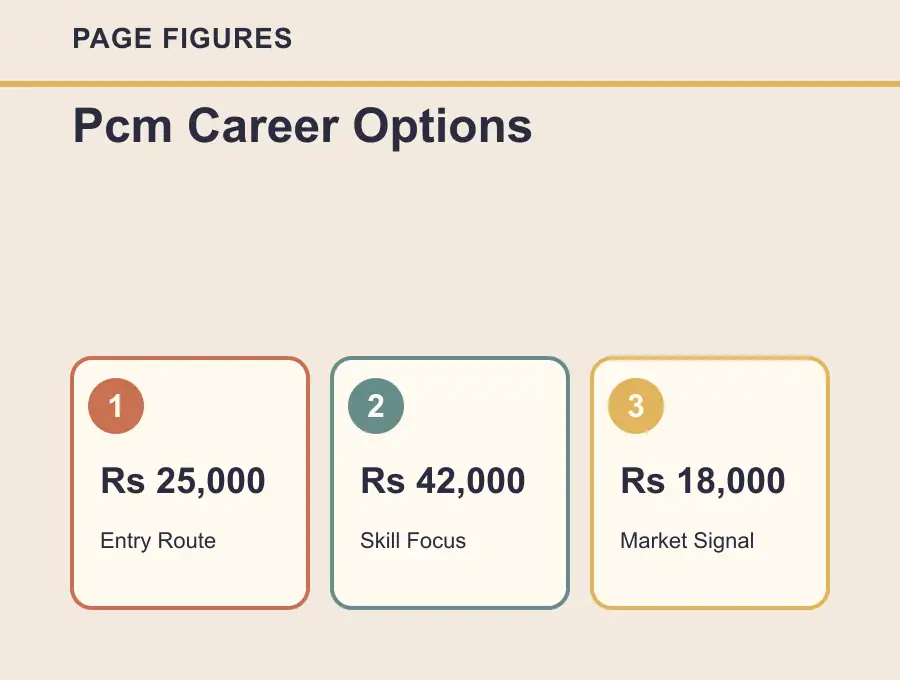 PAGE FIGURES
Pcm Career Options
1
Rs 25,000
Entry Route
2
Rs 42,000
Skill Focus
3
Rs 18,000
Market Signal